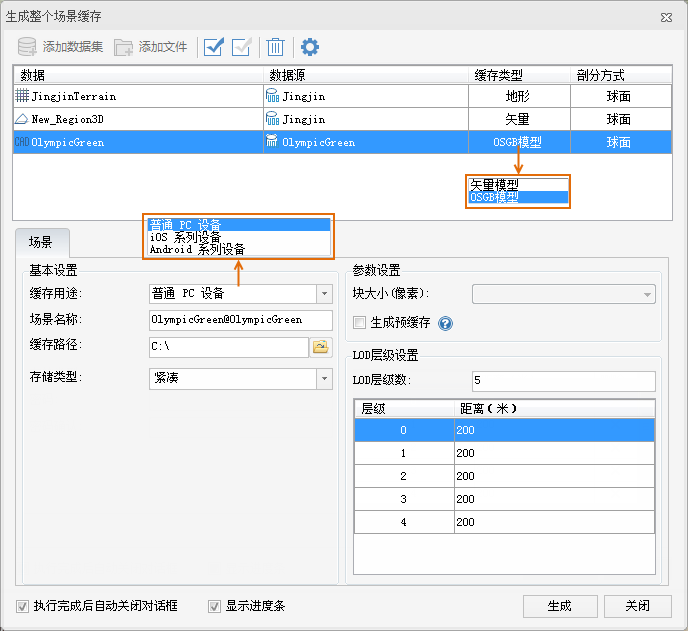 生成整个场景缓存
添加数据集 添加文件
数据 数据源 缓存类型 剖分方式
JingjinTerrain Jingjin 地形 球面
New_Region3D Jingjin 矢量 球面
CAD OlympicGreen OlympicGreen OSGB模型 球面
矢量模型
OSGB模型
普通 PC 设备
iOS 系列设备
Android 系列设备
场景
基本设置
缓存用途: 普通 PC 设备
场景名称: OlympicGreen@OlympicGreen
缓存路径: C:\
存储类型: 紧凑
参数设置
块大小(像素):
生成预缓存 ?
LOD层级设置
LOD层级数: 5
层级 距离(米)
0 200
1 200
2 200
3 200
4 200
执行完成后自动关闭对话框 显示进度条 生成 关闭